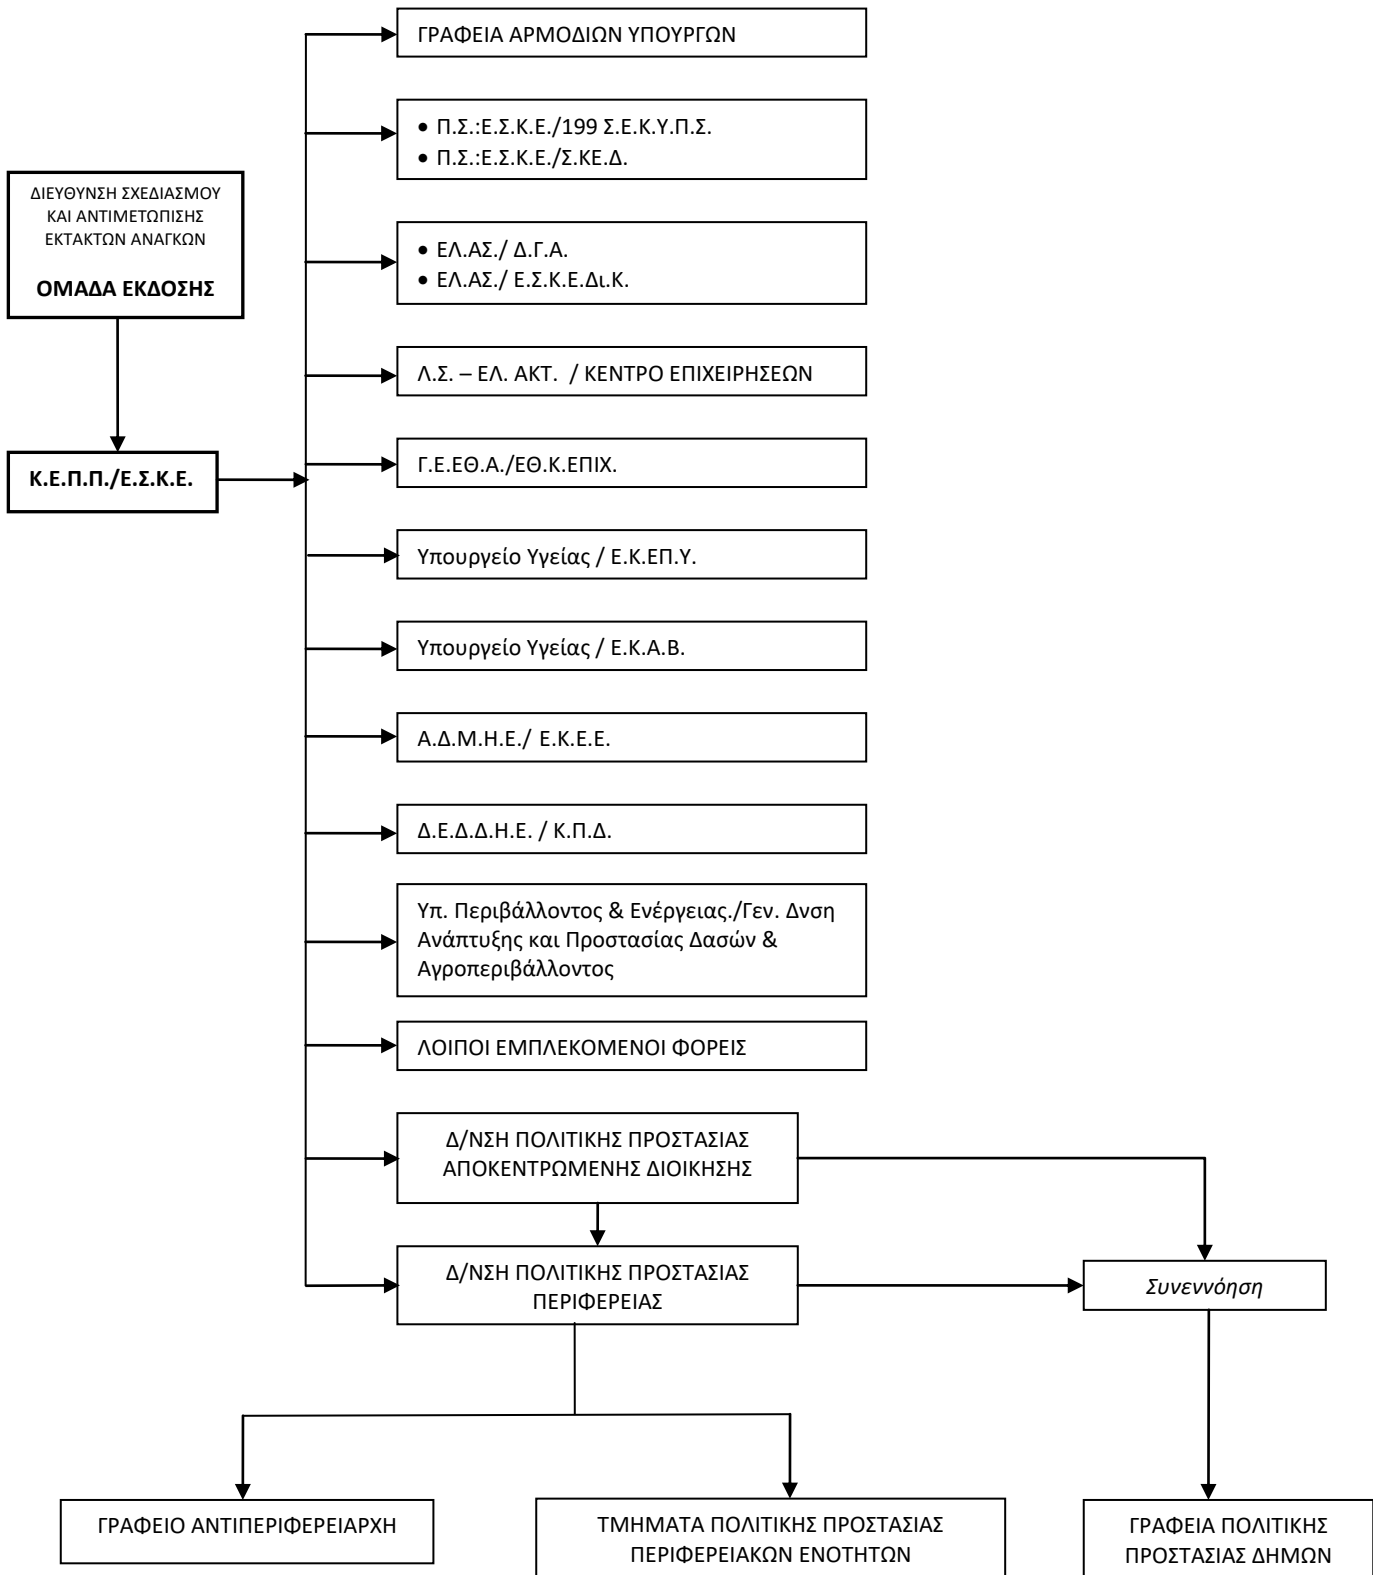 ΓΡΑΦΕΙΑ ΑΡΜΟΔΙΩΝ ΥΠΟΥΡΓΩΝ
• Π.Σ.:Ε.Σ.Κ.Ε./199 Σ.Ε.Κ.Υ.Π.Σ.
• Π.Σ.:Ε.Σ.Κ.Ε./Σ.ΚΕ.Δ.
ΔΙΕΥΘΥΝΣΗ ΣΧΕΔΙΑΣΜΟΥ
ΚΑΙ ΑΝΤΙΜΕΤΩΠΙΣΗΣ
ΕΚΤΑΚΤΩΝ ΑΝΑΓΚΩΝ
ΟΜΑΔΑ ΕΚΔΟΣΗΣ
• ΕΛ.ΑΣ./ Δ.Γ.Α.
• ΕΛ.ΑΣ./ Ε.Σ.Κ.Ε.Δι.Κ.
Λ.Σ. – ΕΛ. ΑΚΤ. / ΚΕΝΤΡΟ ΕΠΙΧΕΙΡΗΣΕΩΝ
Κ.Ε.Π.Π./Ε.Σ.Κ.Ε.
Γ.Ε.ΕΘ.Α./ΕΘ.Κ.ΕΠΙΧ.
Υπουργείο Υγείας / Ε.Κ.ΕΠ.Υ.
Υπουργείο Υγείας / Ε.Κ.Α.Β.
Α.Δ.Μ.Η.Ε./ Ε.Κ.Ε.Ε.
Δ.Ε.Δ.Δ.Η.Ε. / Κ.Π.Δ.
Υπ. Περιβάλλοντος & Ενέργειας./Γεν. Δνση
Ανάπτυξης και Προστασίας Δασών &
Αγροπεριβάλλοντος
ΛΟΙΠΟΙ ΕΜΠΛΕΚΟΜΕΝΟΙ ΦΟΡΕΙΣ
Δ/ΝΣΗ ΠΟΛΙΤΙΚΗΣ ΠΡΟΣΤΑΣΙΑΣ
ΑΠΟΚΕΝΤΡΩΜΕΝΗΣ ΔΙΟΙΚΗΣΗΣ
Δ/ΝΣΗ ΠΟΛΙΤΙΚΗΣ ΠΡΟΣΤΑΣΙΑΣ
ΠΕΡΙΦΕΡΕΙΑΣ
Συνεννόηση
ΓΡΑΦΕΙΟ ΑΝΤΙΠΕΡΙΦΕΡΕΙΑΡΧΗ
ΤΜΗΜΑΤΑ ΠΟΛΙΤΙΚΗΣ ΠΡΟΣΤΑΣΙΑΣ
ΠΕΡΙΦΕΡΕΙΑΚΩΝ ΕΝΟΤΗΤΩΝ
ΓΡΑΦΕΙΑ ΠΟΛΙΤΙΚΗΣ
ΠΡΟΣΤΑΣΙΑΣ ΔΗΜΩΝ